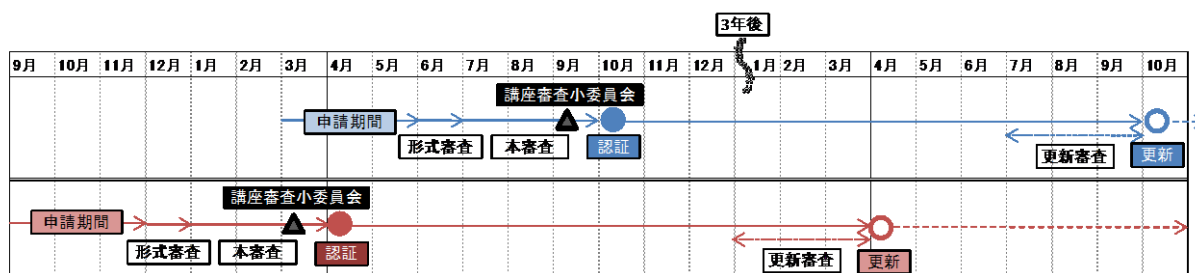 3年後
9月 10月 11月 12月 1月 2月 3月 4月 5月 6月 7月 8月 9月 10月 11月 12月 1月 2月 3月 4月 5月 6月 7月 8月 9月 10月
講座審査小委員会
申請期間
形式審査 本審査 認証 更新審査 更新
講座審査小委員会
申請期間
形式審査 本審査 認証 更新審査 更新